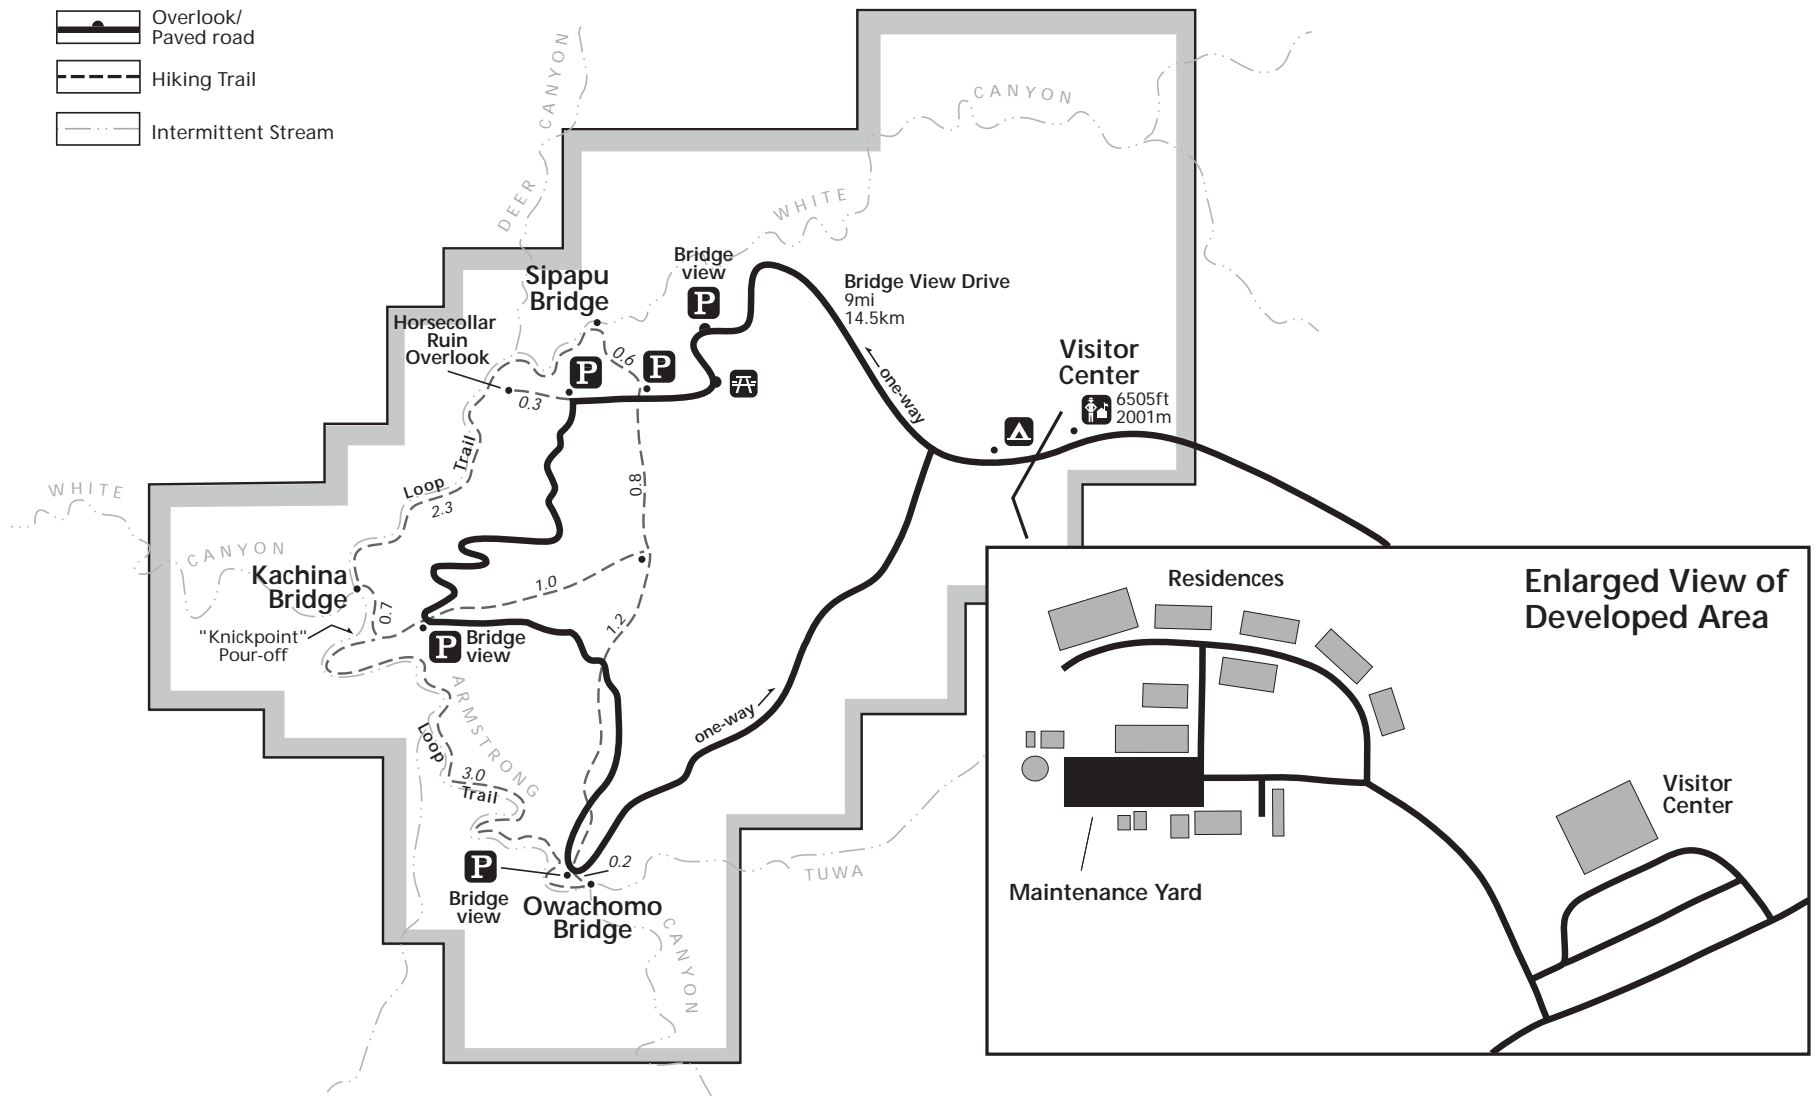 Overlook/
Paved road
Hiking Trail
Intermittent Stream
DEER CANYON
WHITE CANYON
Bridge
view
P
Sipapu
Bridge
Horsecollar
Ruin
Overlook
P
P
0.6
0.3
Bridge View Drive
9mi
14.5km
one-way
Visitor
Center
6505ft
2001m
Loop Trail
2.3
0.8
WHITE CANYON
Kachina
Bridge
0.7
1.0
1.2
"Knickpoint"
Pour-off
P
Bridge
view
ARMSTRONG
Loop
3.0
Trail
one-way
P
Bridge
view
0.2
Owachomo
Bridge
TUWA
CANYON
Enlarged View of
Developed Area
Residences
Visitor
Center
Maintenance Yard